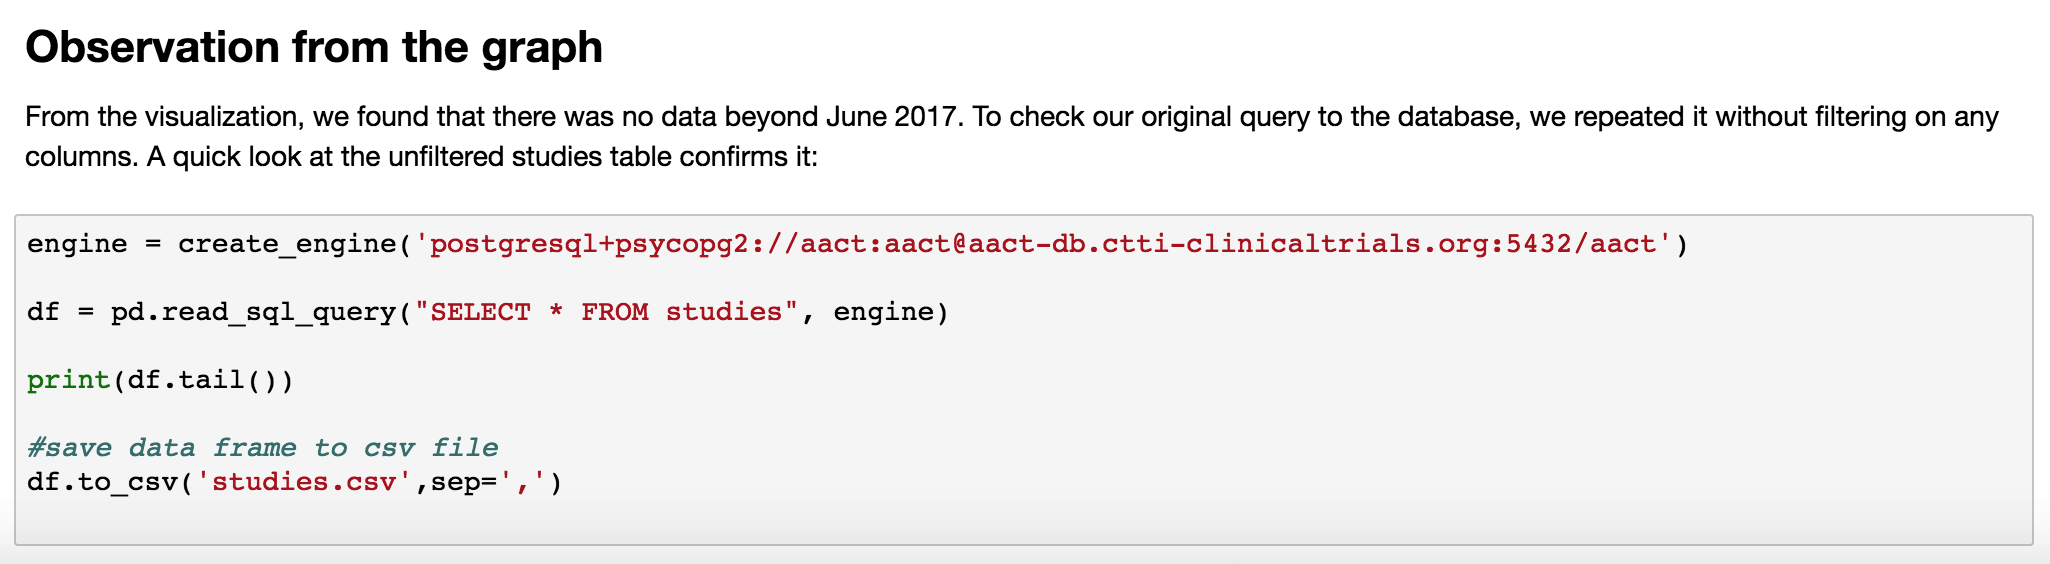 Observation from the graph
From the visualization, we found that there was no data beyond June 2017. To check our original query to the database, we repeated it without filtering on any
columns. A quick look at the unfiltered studies table confirms it:
engine = create_engine('postgresql+psycopg2://aact:aact@aact-db.ctti-clinicaltrials.org:5432/aact')
df = pd.read_sql_query("SELECT * FROM studies", engine)
print(df.tail())
#save data frame to csv file
df.to_csv('studies.csv',sep=',')